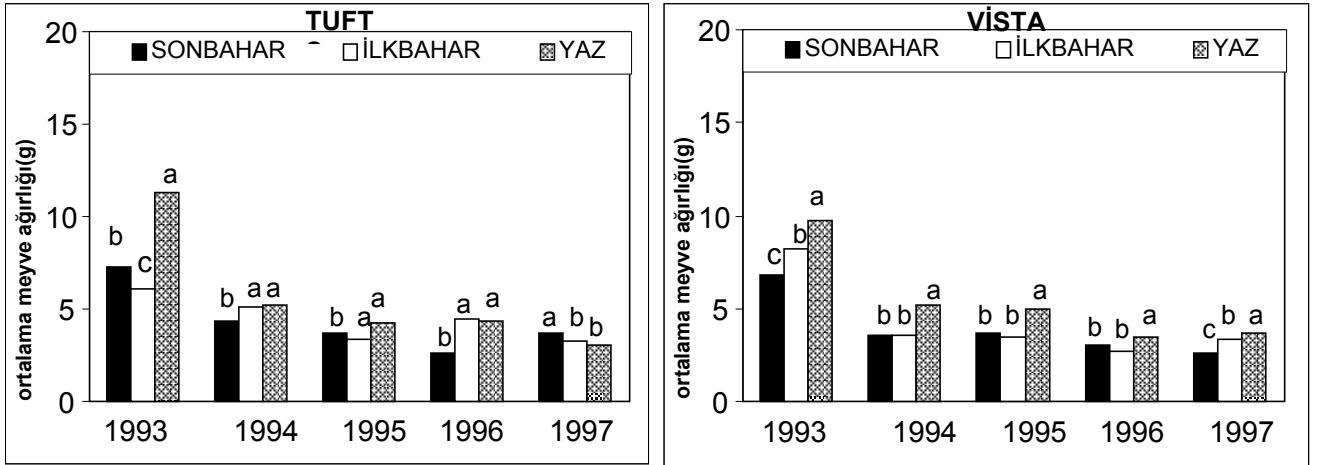 TUFT
SONBAHAR İLKBAHAR YAZ
ortalama meyve ağırlığı(g)
20
15
10
5
0
b c a
b a a
b a a
b a a
a b b
1993 1994 1995 1996 1997
VİSTA
SONBAHAR İLKBAHAR YAZ
ortalama meyve ağırlığı(g)
20
15
10
5
0
c b a
b b a
b b a
b b a
c b a
1993 1994 1995 1996 1997